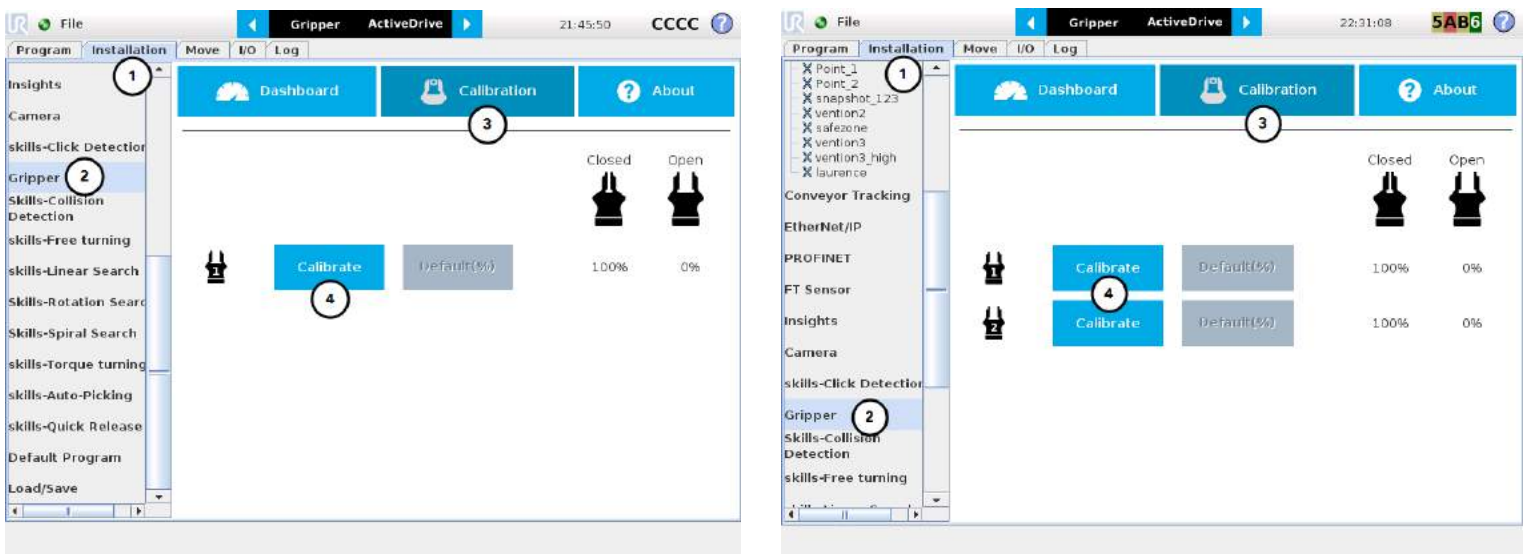 UR File Gripper ActiveDrive 21:45:50 CCCC ?
Program Installation Move I/O Log
1
Insights
Camera
skills-Click Detection
Gripper 2
Skills-Collision
Detection
skills-Free turning
skills-Linear Search
Skills-Rotation Searc
Skills-Spiral Search
skills-Torque turning
skills-Auto-Picking
skills-Quick Release
Default Program
Load/Save
Dashboard Calibration ? About
3
Closed Open
1 Calibrate Default(%) 100% 0%
4
UR File Gripper ActiveDrive 22:31:08 5AB6 ?
Program Installation Move I/O Log
1
Point_1
Point_2
snapshot_123
vention2
safezone
vention3
vention3_high
laurence
Conveyor Tracking
EtherNet/IP
PROFINET
FT Sensor
Insights
Camera
skills-Click Detection
Gripper 2
Skills-Collision
Detection
skills-Free turning
Dashboard Calibration ? About
3
Closed Open
1 Calibrate Default(%) 100% 0%
4
2 Calibrate Default(%) 100% 0%